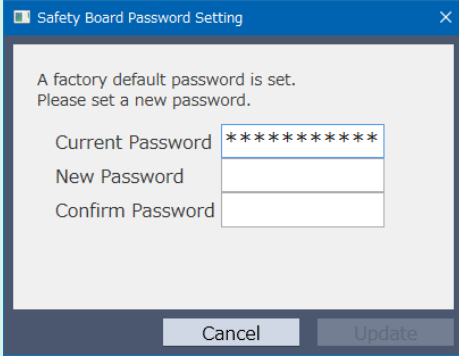 Safety Board Password Setting
A factory default password is set.
Please set a new password.
Current Password ***********
New Password
Confirm Password
Cancel Update